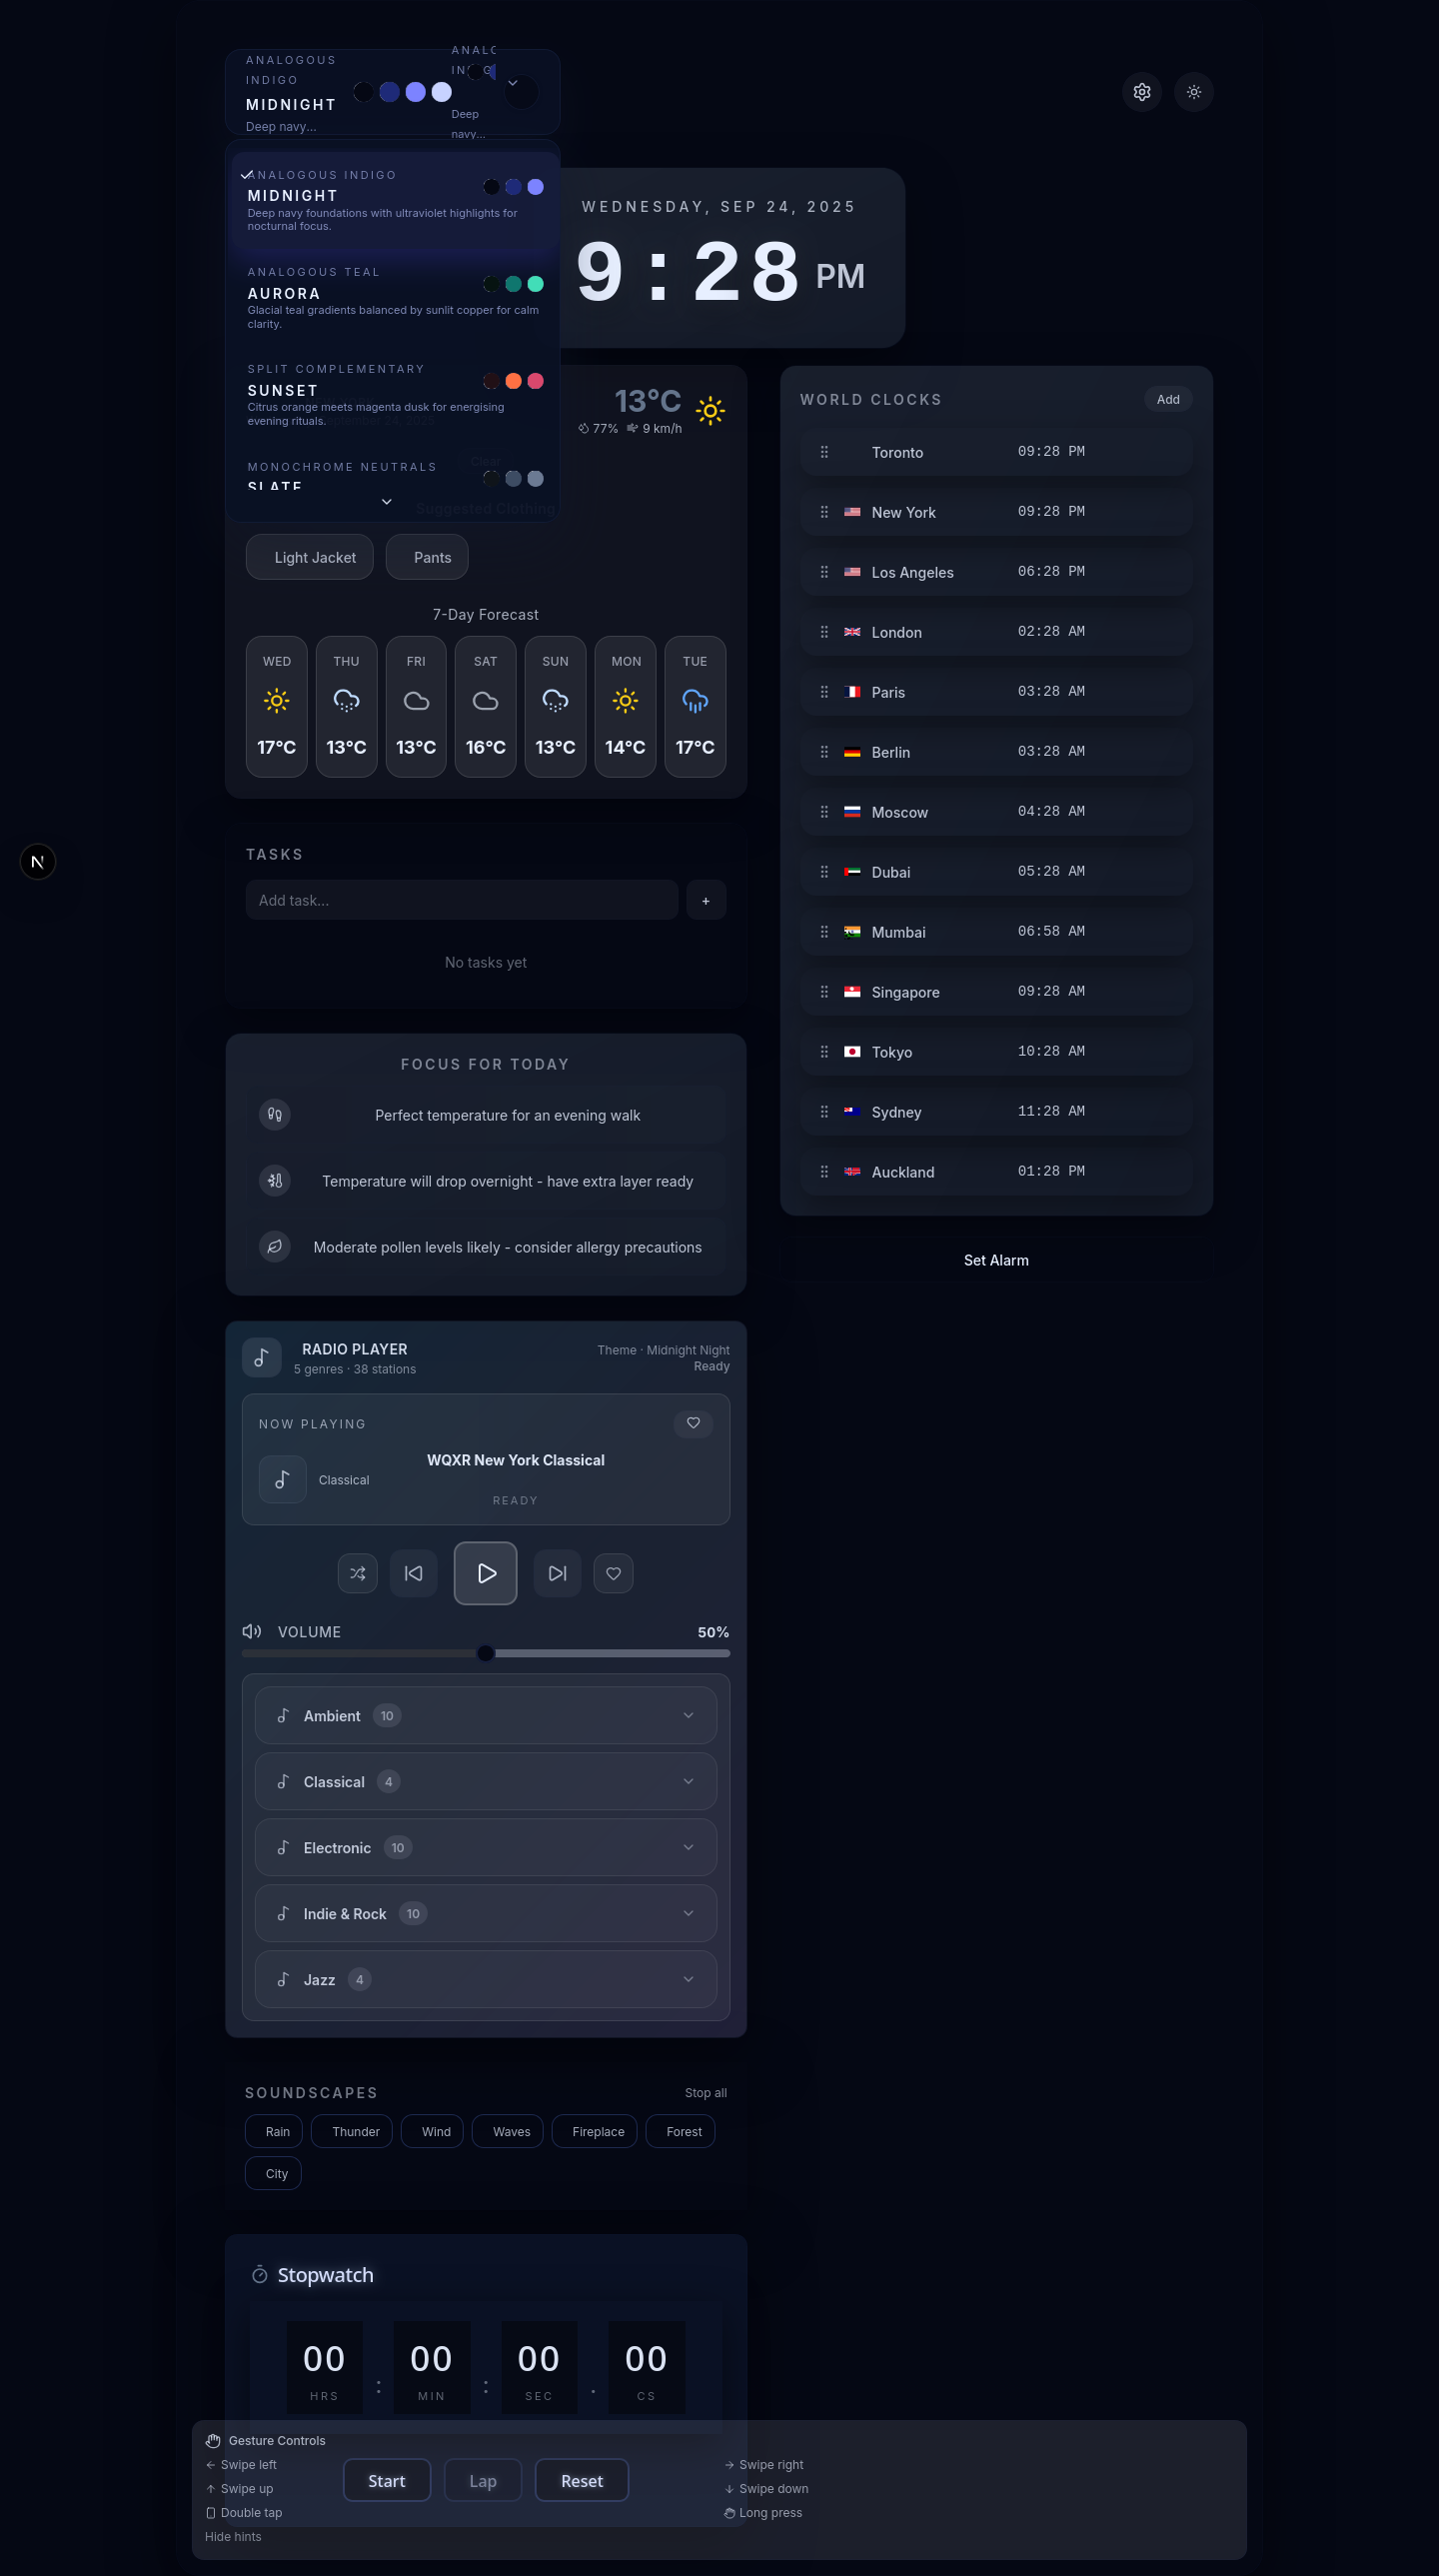 ANALOGOUS
INDIGO
MIDNIGHT
Deep navy...
Deep
navy...
ANALOGOUS INDIGO
MIDNIGHT
Deep navy foundations with ultraviolet highlights for
nocturnal focus.
ANALOGOUS TEAL
AURORA
Glacial teal gradients balanced by sunlit copper for calm
clarity.
SPLIT COMPLEMENTARY
SUNSET
Citrus orange meets magenta dusk for energising
evening rituals.
MONOCHROME NEUTRALS
SLATE
WEDNESDAY, SEP 24, 2025
9:28 PM
13°C
77% 9 km/h
Clear
Suggested Clothing
Light Jacket
Pants
7-Day Forecast
WED THU FRI SAT SUN MON TUE
17°C 13°C 13°C 16°C 13°C 14°C 17°C
TASKS
Add task...
+
No tasks yet
FOCUS FOR TODAY
Perfect temperature for an evening walk
Temperature will drop overnight - have extra layer ready
Moderate pollen levels likely - consider allergy precautions
RADIO PLAYER
5 genres · 38 stations
Theme · Midnight Night
Ready
NOW PLAYING
WQXR New York Classical
Classical
READY
VOLUME
50%
Ambient 10
Classical 4
Electronic 10
Indie & Rock 10
Jazz 4
SOUNDSCAPES
Stop all
Rain Thunder Wind Waves Fireplace Forest
City
Stopwatch
00 : 00 : 00 . 00
HRS MIN SEC CS
Start Lap Reset
WORLD CLOCKS
Add
Toronto 09:28 PM
New York 09:28 PM
Los Angeles 06:28 PM
London 02:28 AM
Paris 03:28 AM
Berlin 03:28 AM
Moscow 04:28 AM
Dubai 05:28 AM
Mumbai 06:58 AM
Singapore 09:28 AM
Tokyo 10:28 AM
Sydney 11:28 AM
Auckland 01:28 PM
Set Alarm
N
Gesture Controls
← Swipe left
→ Swipe right
↑ Swipe up
↓ Swipe down
Double tap
Long press
Hide hints